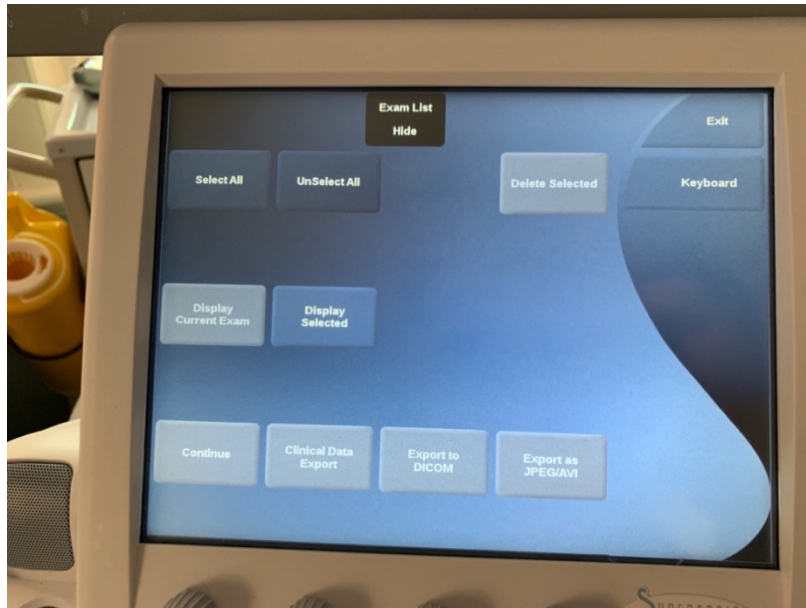 Exam List
Hide
Exit
Select All
UnSelect All
Delete Selected
Keyboard
Display
Current Exam
Display
Selected
Continue
Clinical Data
Export
Export to
DICOM
Export as
JPEG/AVI